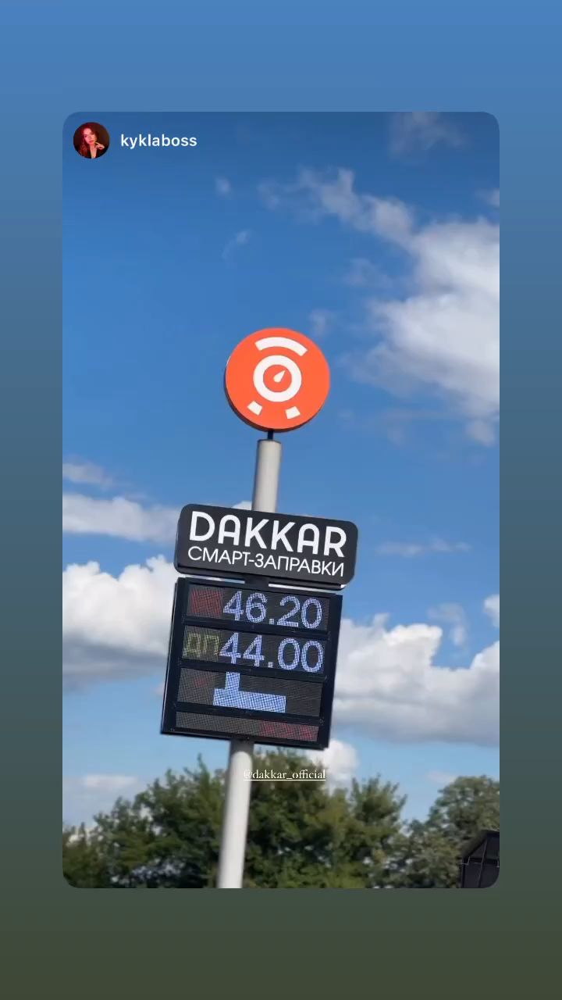 kyklaboss
DAKKAR
СМАРТ-ЗАПРАВКИ
46.20
ДП 44.00
@dakkar_official